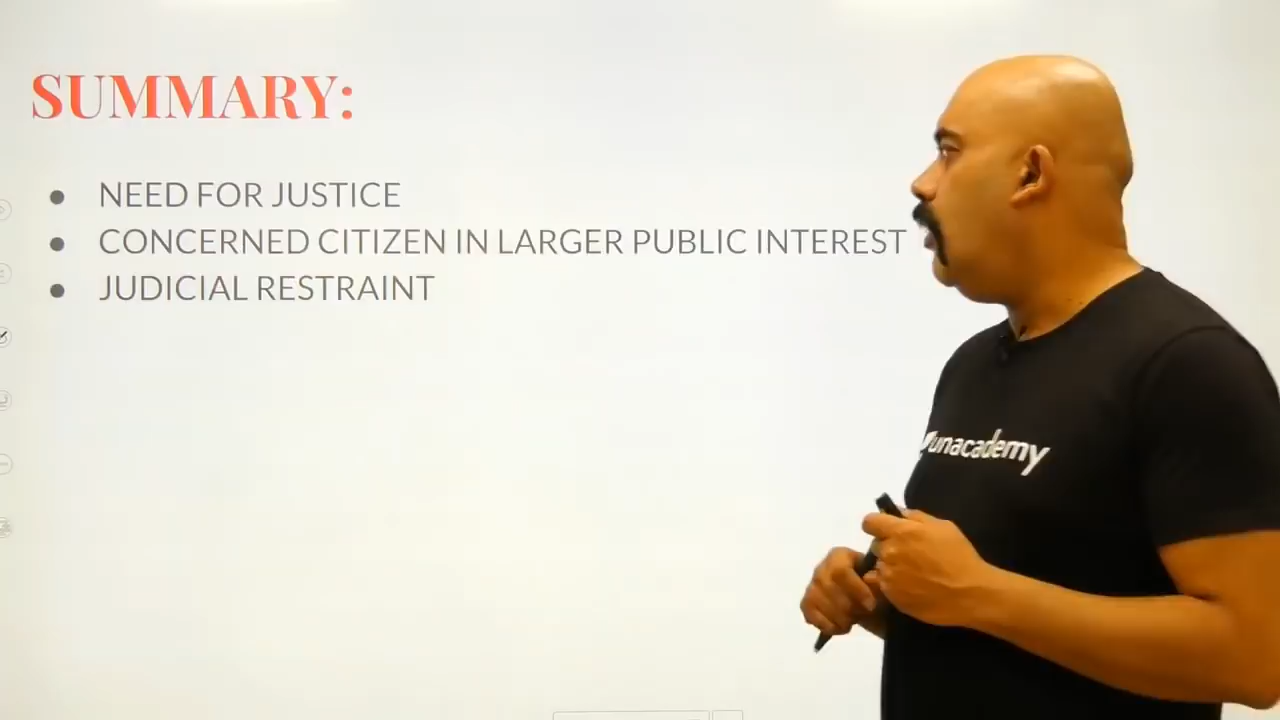 SUMMARY:
● NEED FOR JUSTICE
● CONCERNED CITIZEN IN LARGER PUBLIC INTEREST
● JUDICIAL RESTRAINT
unacademy